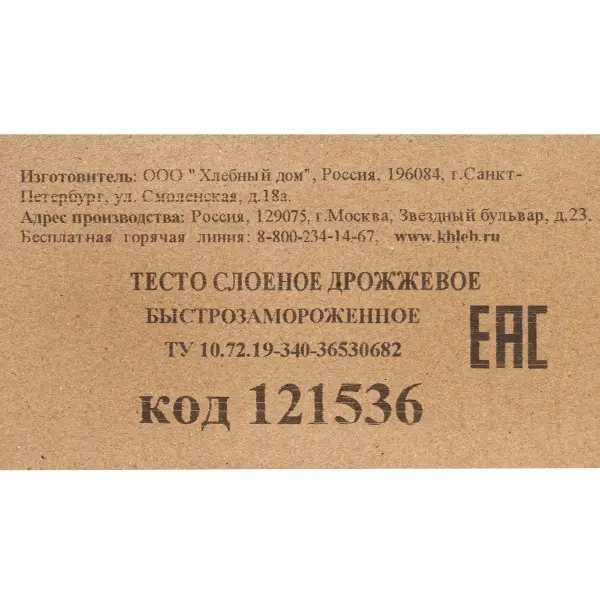 Изготовитель: ООО "Хлебный дом", Россия, 196084, г.Санкт-
Петербург, ул. Смоленская, д.18а.
Адрес производства: Россия, 129075, г.Москва, Звездный бульвар, д.23.
Бесплатная горячая линия: 8-800-234-14-67, www.khleb.ru
ТЕСТО СЛОЕНОЕ ДРОЖЖЕВОЕ
БЫСТРОЗАМОРОЖЕННОЕ
ТУ 10.72.19-340-36530682
EAC
код 121536